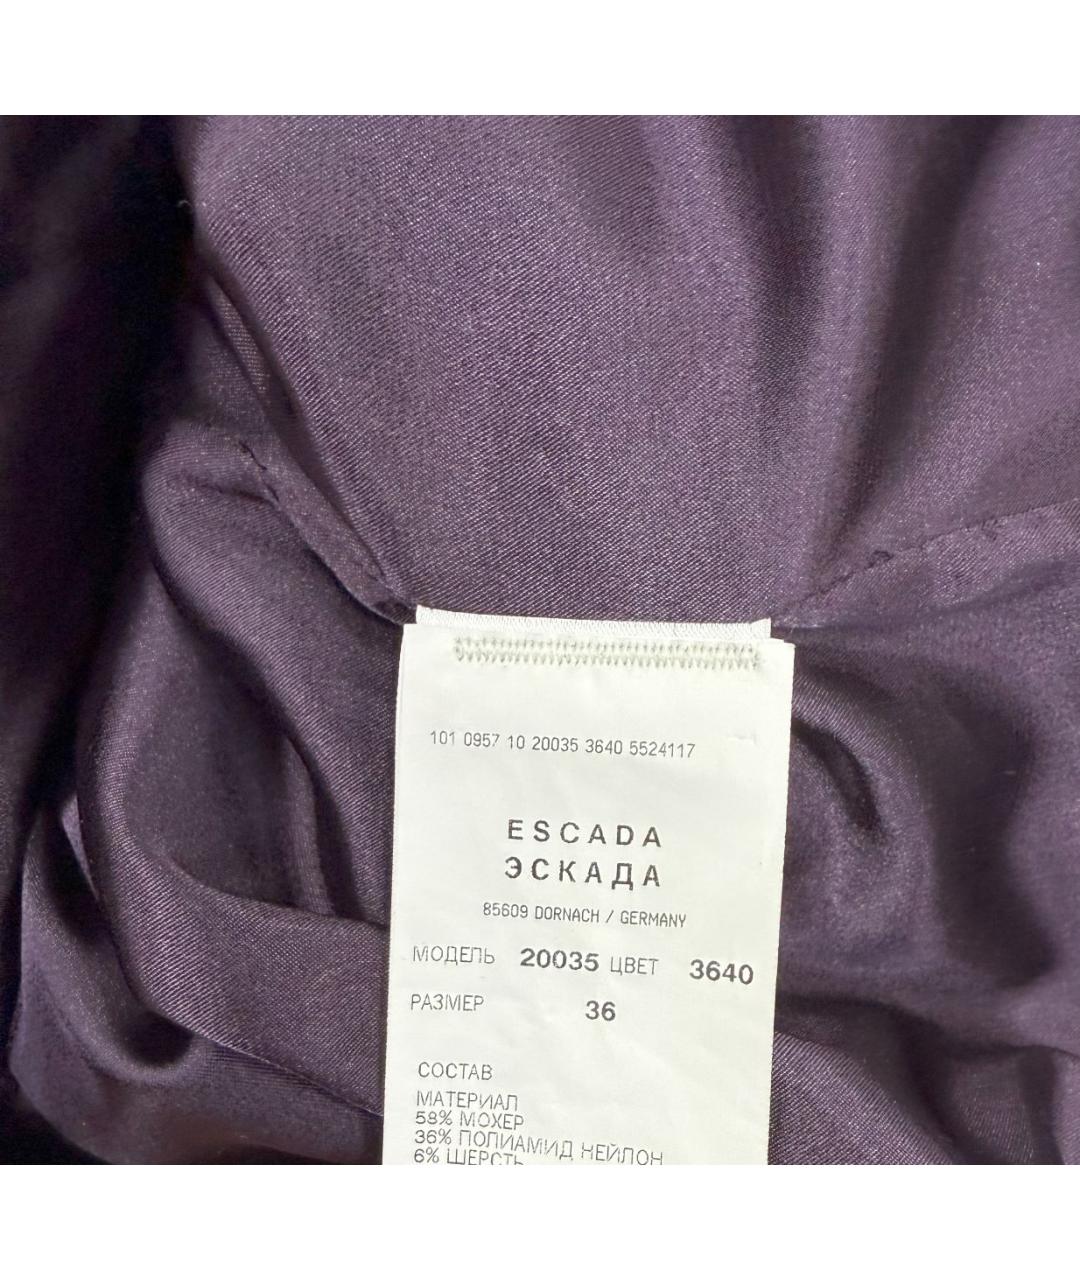 101 0957 10 20035 3640 5524117
ESCADA
ЭСКАДА
85609 DORNACH / GERMANY
МОДЕЛЬ 20035 ЦВЕТ 3640
РАЗМЕР 36
СОСТАВ
МАТЕРИАЛ
58% МОХЕР
36% ПОЛИАМИД НЕЙЛОН
6% ШЕРСТЬ